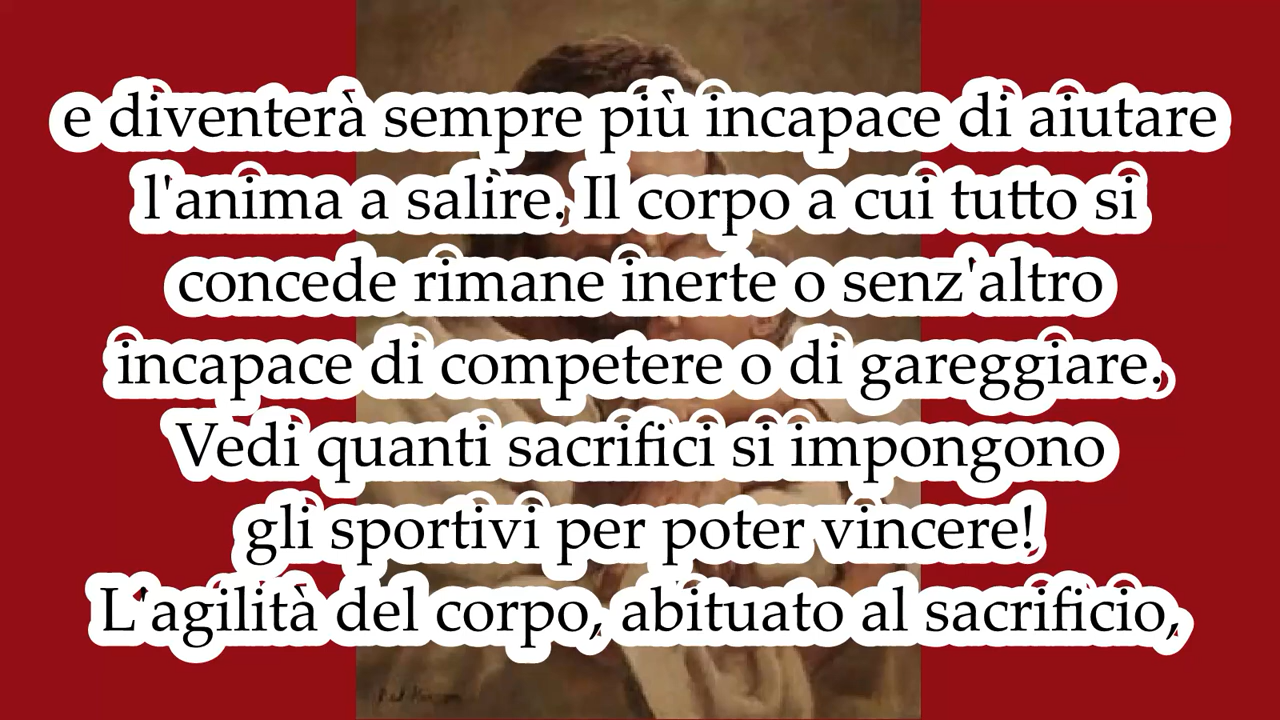 e diventerà sempre più incapace di aiutare
l'anima a salire. Il corpo a cui tutto si
concede rimane inerte o senz'altro
incapace di competere o di gareggiare.
Vedi quanti sacrifici si impongono
gli sportivi per poter vincere!
L'agilità del corpo, abituato al sacrificio,